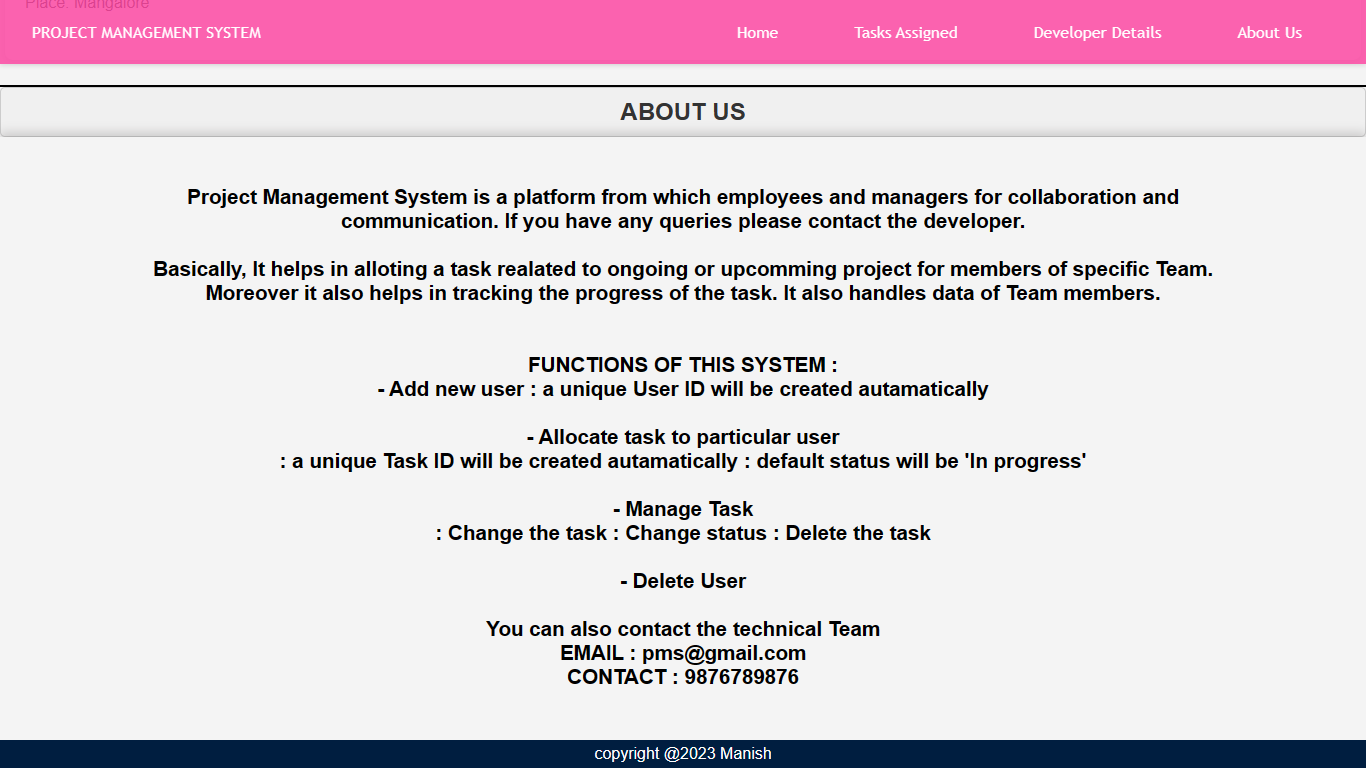 Place: Mangalore
PROJECT MANAGEMENT SYSTEM Home Tasks Assigned Developer Details About Us
ABOUT US
Project Management System is a platform from which employees and managers for collaboration and
communication. If you have any queries please contact the developer.
Basically, It helps in alloting a task realated to ongoing or upcomming project for members of specific Team.
Moreover it also helps in tracking the progress of the task. It also handles data of Team members.
FUNCTIONS OF THIS SYSTEM :
- Add new user : a unique User ID will be created autamatically
- Allocate task to particular user
: a unique Task ID will be created autamatically : default status will be 'In progress'
- Manage Task
: Change the task : Change status : Delete the task
- Delete User
You can also contact the technical Team
EMAIL : pms@gmail.com
CONTACT : 9876789876
copyright @2023 Manish